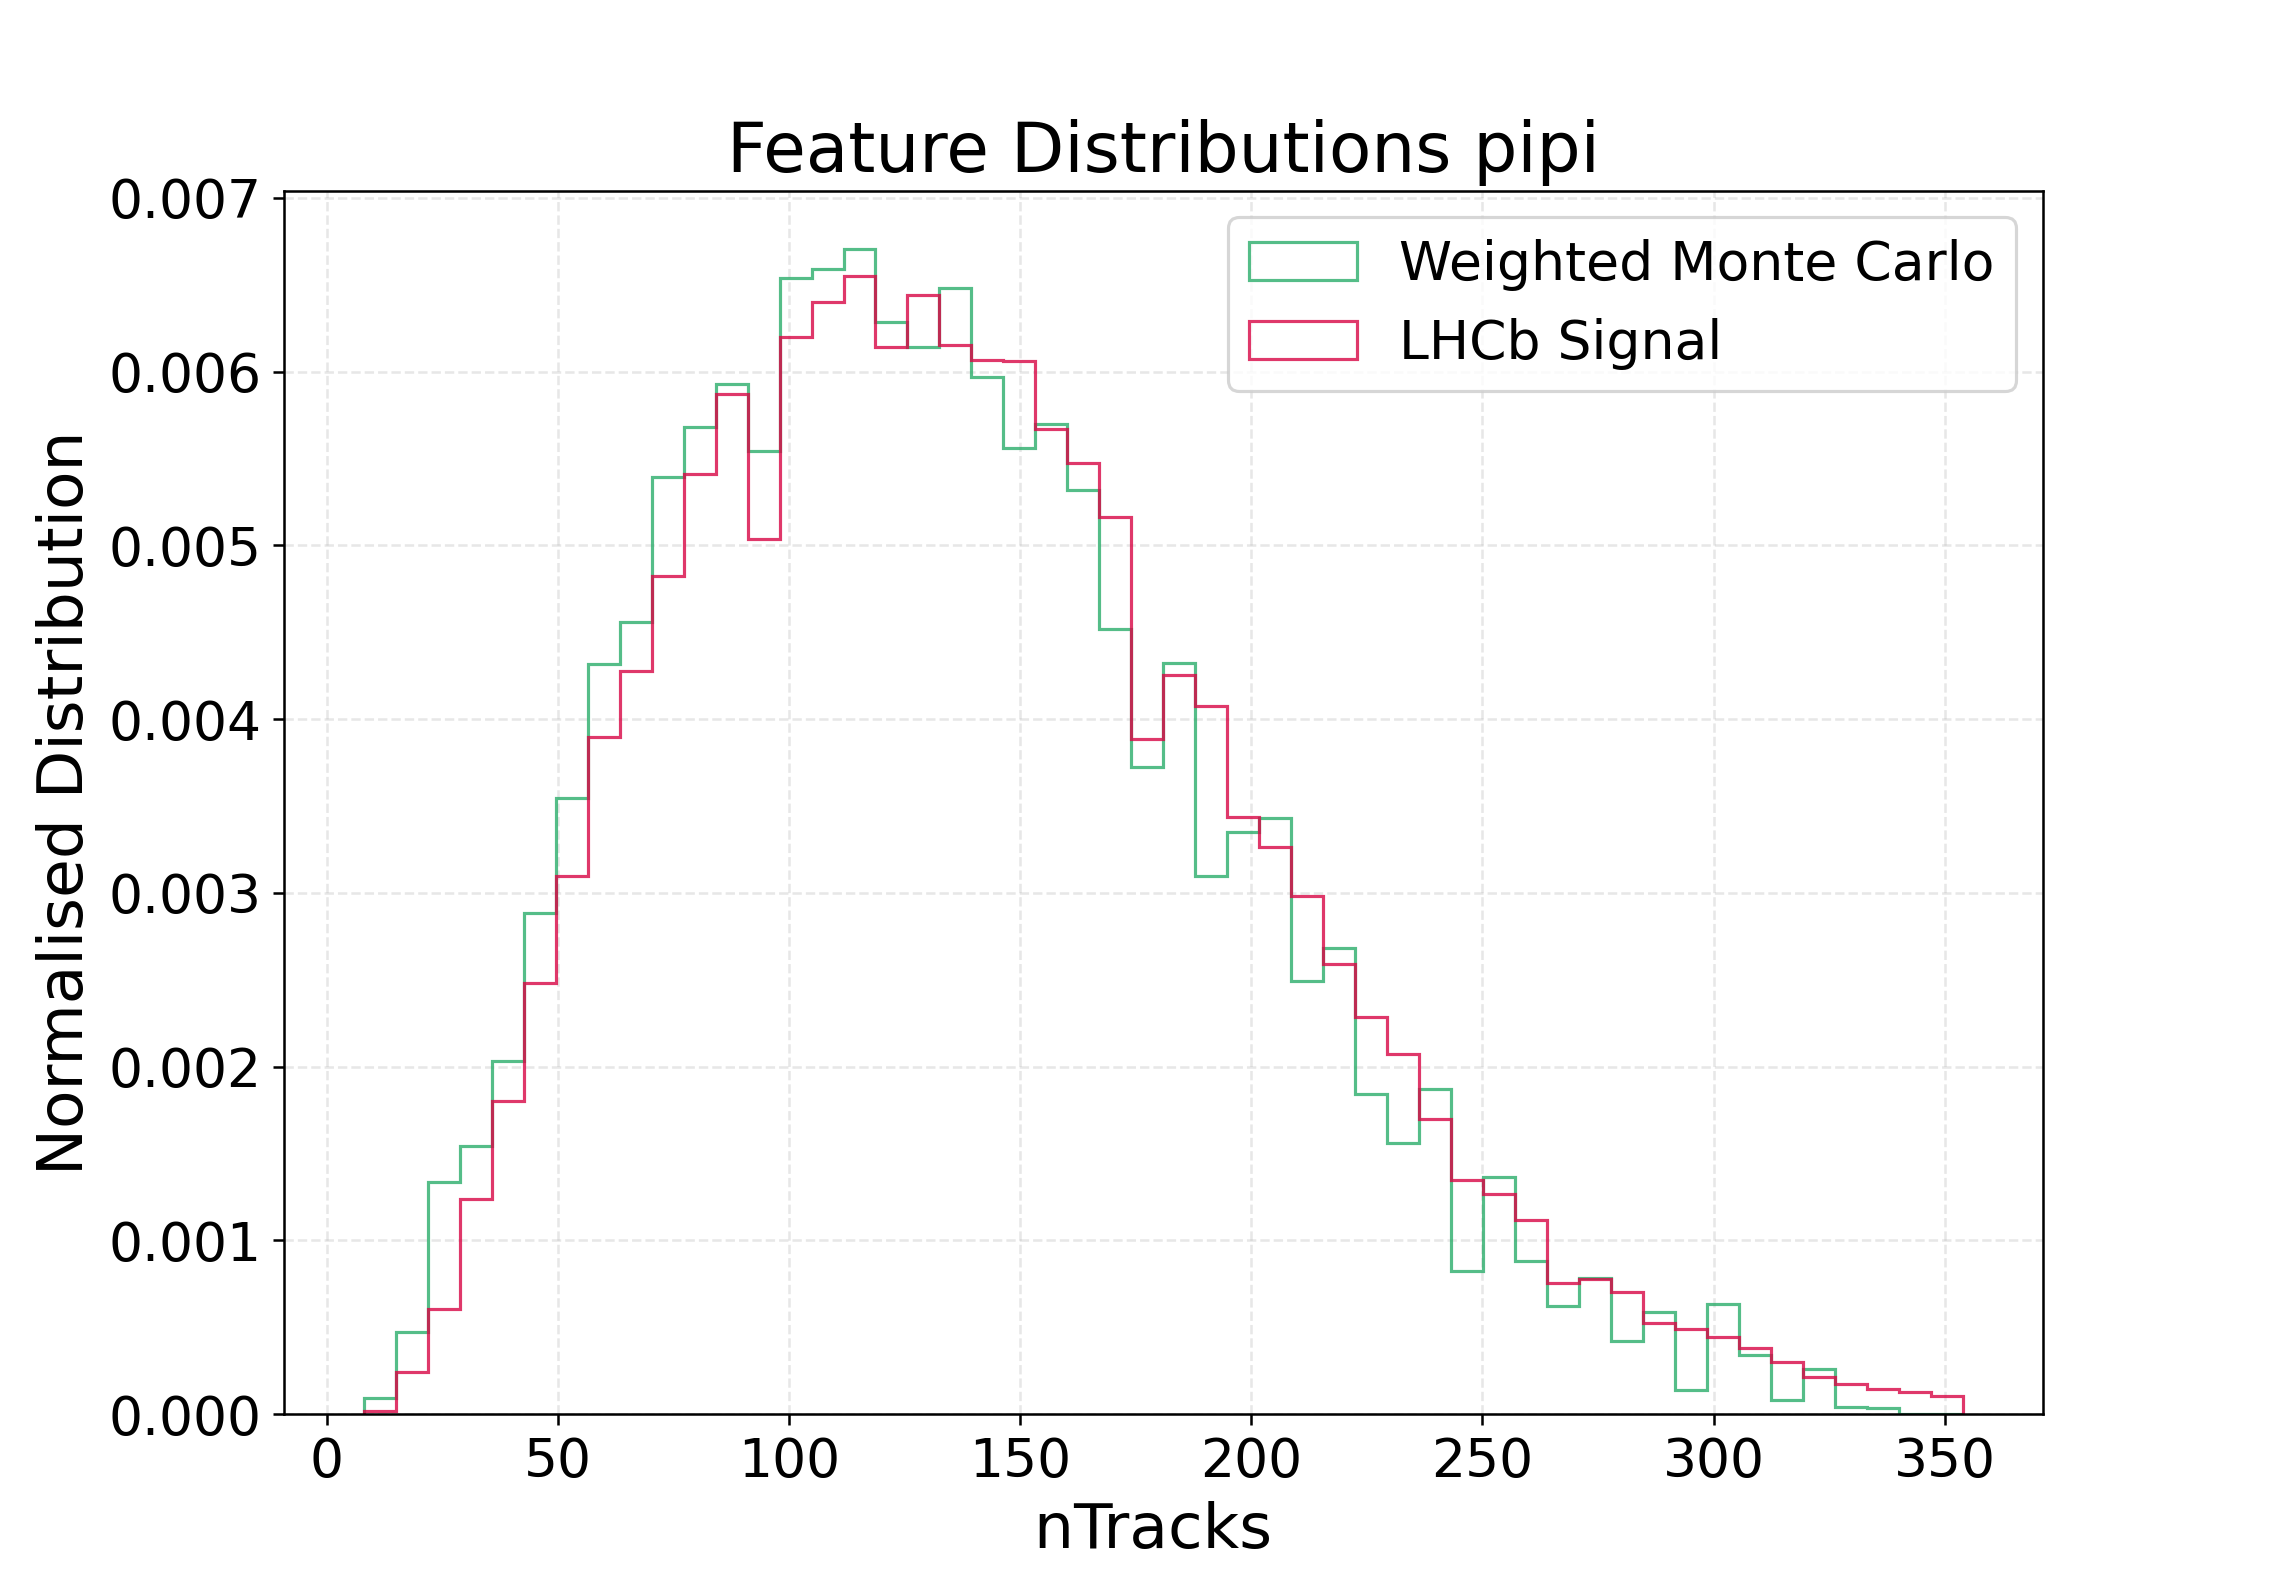 Feature Distributions pipi
Weighted Monte Carlo
LHCb Signal
Normalised Distribution
0.007
0.006
0.005
0.004
0.003
0.002
0.001
0.000
0 50 100 150 200 250 300 350
nTracks